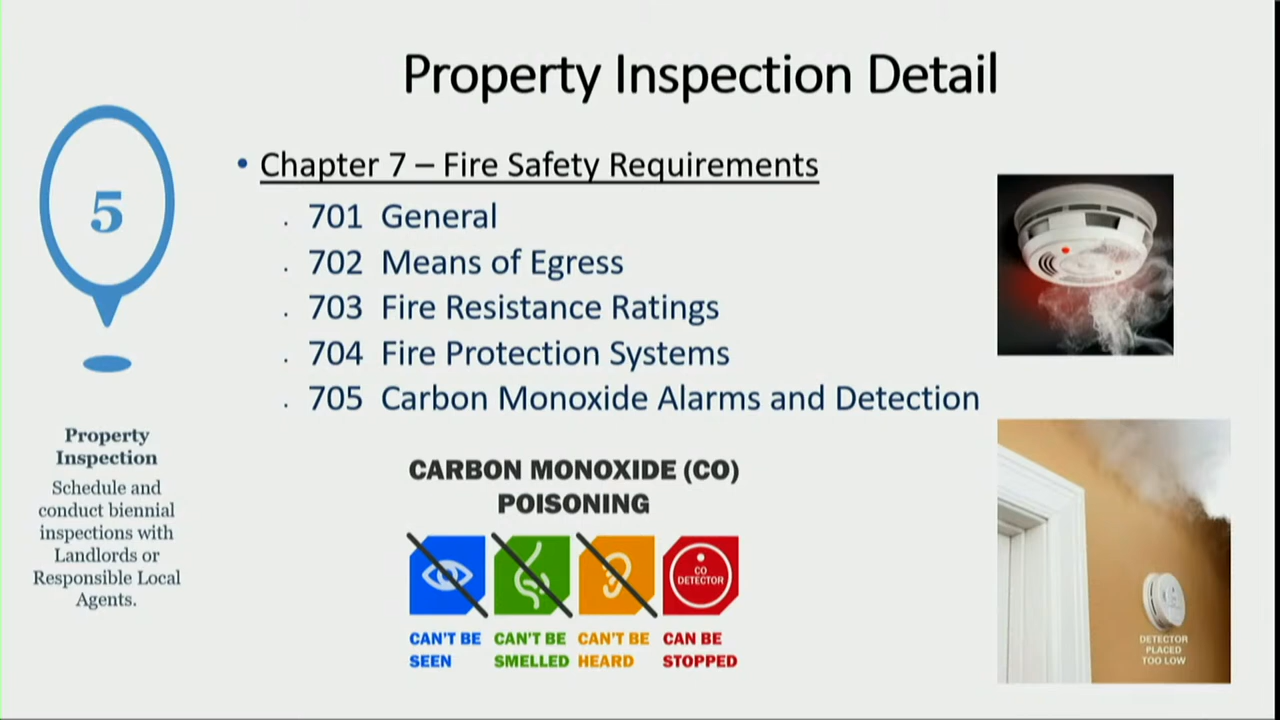 Property Inspection Detail
5
Property
Inspection
Schedule and
conduct biennial
inspections with
Landlords or
Responsible Local
Agents.
• Chapter 7 – Fire Safety Requirements
. 701 General
. 702 Means of Egress
. 703 Fire Resistance Ratings
. 704 Fire Protection Systems
. 705 Carbon Monoxide Alarms and Detection
CARBON MONOXIDE (CO)
POISONING
CO
DETECTOR
CAN'T BE
SEEN
CAN'T BE
SMELLED
CAN'T BE
HEARD
CAN BE
STOPPED
DETECTOR
PLACED
TOO LOW